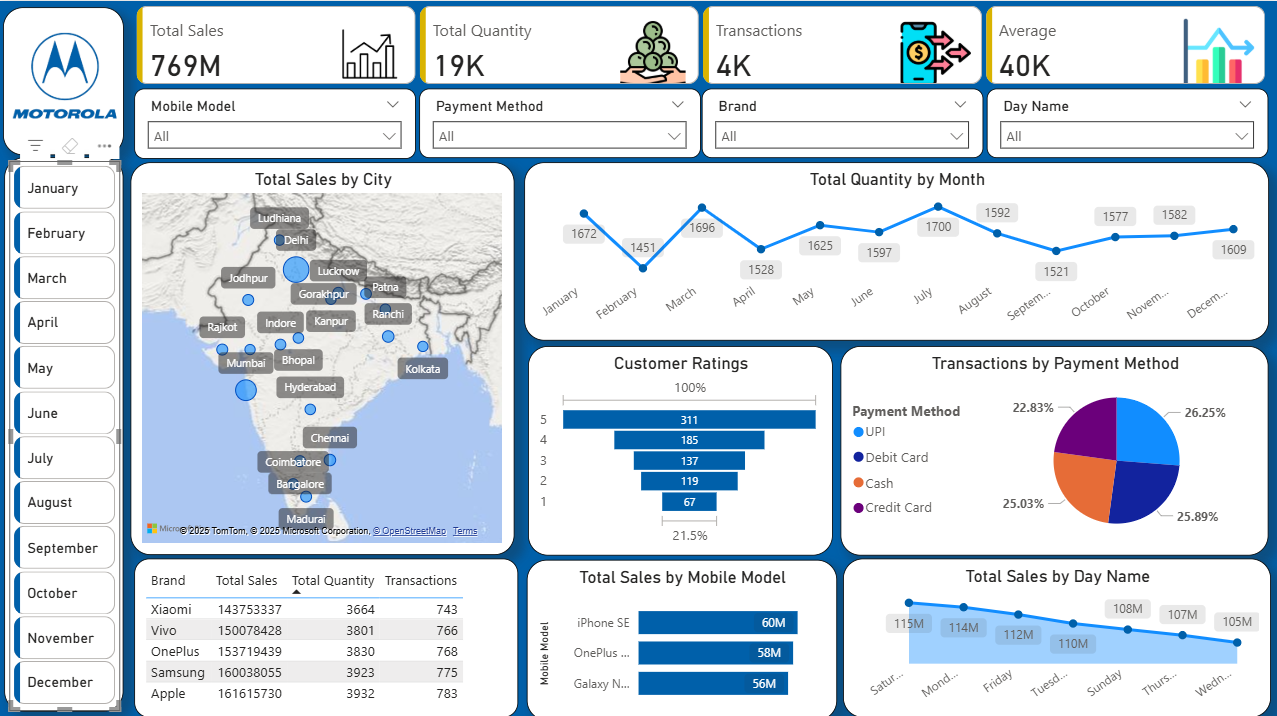 MOTOROLA
Total Sales
769M
Total Quantity
19K
Transactions
4K
Average
40K
Mobile Model
All
Payment Method
All
Brand
All
Day Name
All
January
February
March
April
May
June
July
August
September
October
November
December
Total Sales by City
Ludhiana
Delhi
Lucknow
Jodhpur
Gorakhpur
Patna
Ranchi
Rajkot
Indore
Kanpur
Mumbai
Bhopal
Kolkata
Hyderabad
Chennai
Coimbatore
Bangalore
Madurai
© 2025 TomTom, © 2025 Microsoft Corporation, © OpenStreetMap Terms
Total Quantity by Month
1672
1451
1696
1528
1625
1597
1700
1592
1521
1577
1582
1609
January
February
March
April
May
June
July
August
Septem...
October
Novem...
Decem...
Customer Ratings
100%
5 311
4 185
3 137
2 119
1 67
21.5%
Transactions by Payment Method
Payment Method
UPI
Debit Card
Cash
Credit Card
22.83%
26.25%
25.03%
25.89%
Brand Total Sales Total Quantity Transactions
Xiaomi 143753337 3664 743
Vivo 150078428 3801 766
OnePlus 153719439 3830 768
Samsung 160038055 3923 775
Apple 161615730 3932 783
Total Sales by Mobile Model
Mobile Model
iPhone SE 60M
OnePlus ... 58M
Galaxy N... 56M
Total Sales by Day Name
115M
114M
112M
110M
108M
107M
105M
Satur...
Mond...
Friday
Tuesd...
Sunday
Thurs...
Wedn...